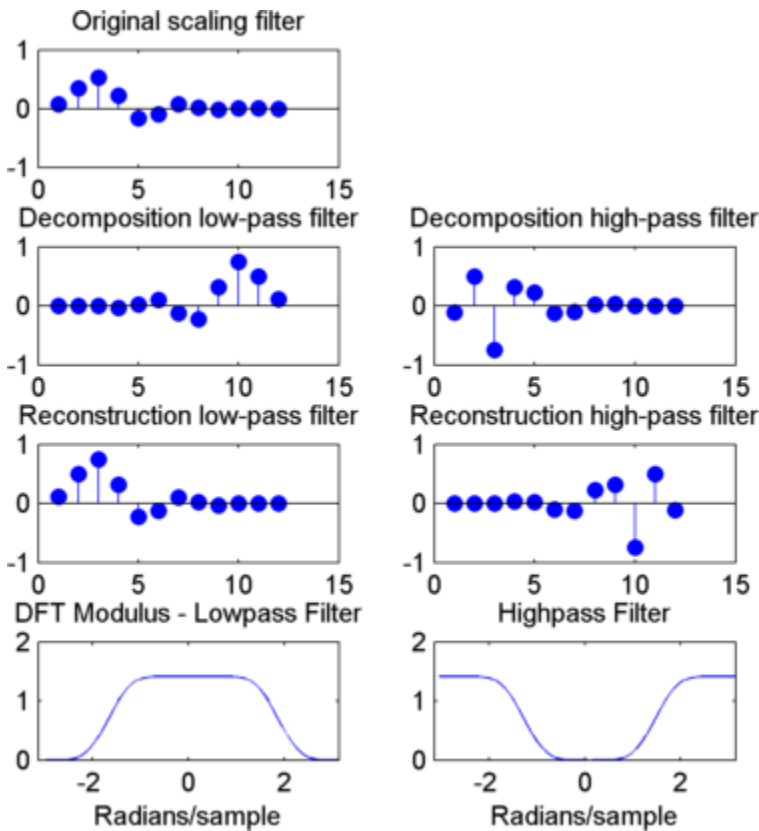 Original scaling filter
1
0
-1
0 5 10 15
Decomposition low-pass filter
1
0
-1
0 5 10 15
Decomposition high-pass filter
1
0
-1
0 5 10 15
Reconstruction low-pass filter
1
0
-1
0 5 10 15
Reconstruction high-pass filter
1
0
-1
0 5 10 15
DFT Modulus - Lowpass Filter
2
1
0
-2 0 2
Radians/sample
Highpass Filter
2
1
0
-2 0 2
Radians/sample